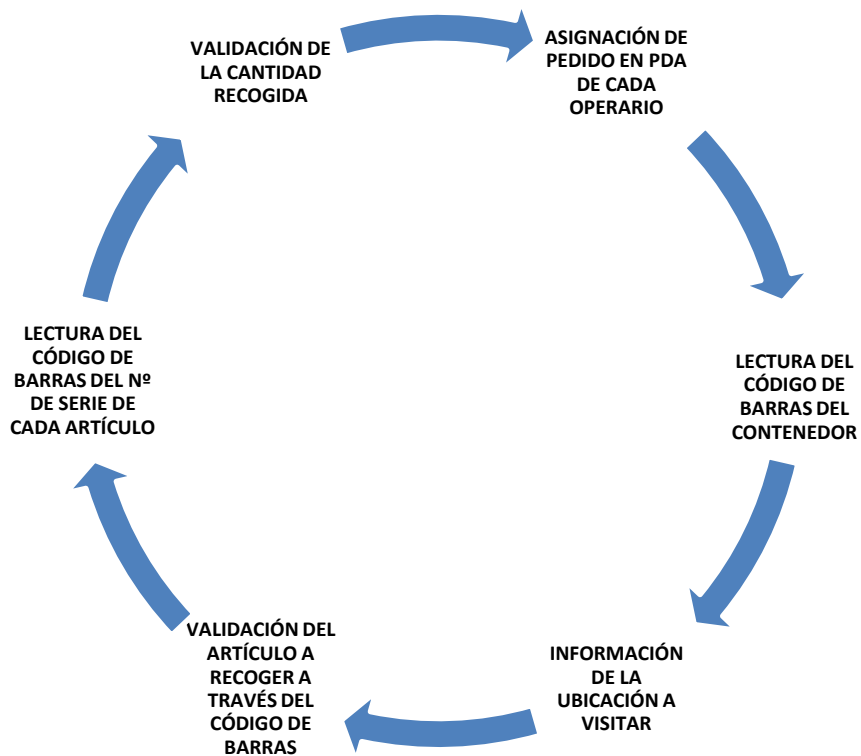 VALIDACIÓN DE
LA CANTIDAD
RECOGIDA
ASIGNACIÓN DE
PEDIDO EN PDA
DE CADA
OPERARIO
LECTURA DEL
CÓDIGO DE
BARRAS DEL
CONTENEDOR
INFORMACIÓN
DE LA
UBICACIÓN A
VISITAR
VALIDACIÓN DEL
ARTÍCULO A
RECOGER A
TRAVÉS DEL
CÓDIGO DE
BARRAS
LECTURA DEL
CÓDIGO DE
BARRAS DEL Nº
DE SERIE DE
CADA ARTÍCULO